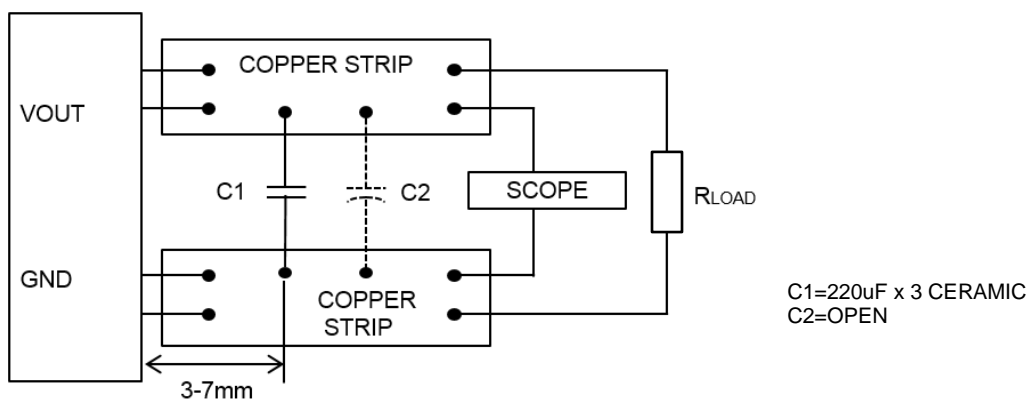 COPPER STRIP
VOUT
C1
C2
SCOPE
RLOAD
GND
COPPER
STRIP
C1=220uF x 3 CERAMIC
C2=OPEN
3-7mm